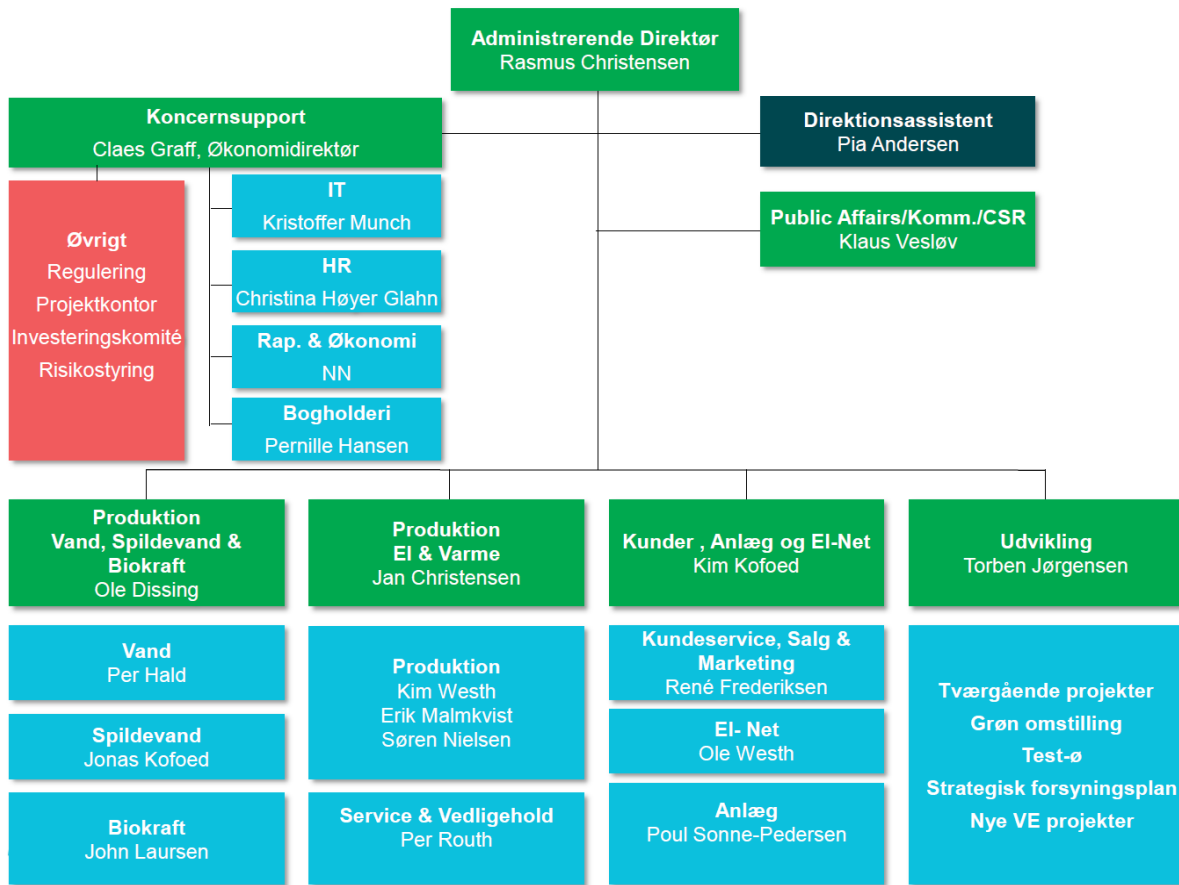 Administrerende Direktør
Rasmus Christensen
Koncernsupport
Claes Graff, Økonomidirektør
Direktionsassistent
Pia Andersen
Public Affairs/Komm./CSR
Klaus Vesløv
Øvrigt
Regulering
Projektkontor
Investeringskomité
Risikostyring
IT
Kristoffer Munch
HR
Christina Høyer Glahn
Rap. & Økonomi
NN
Bogholderi
Pernille Hansen
Produktion
Vand, Spildevand &
Biokraft
Ole Dissing
Vand
Per Hald
Spildevand
Jonas Kofoed
Biokraft
John Laursen
Produktion
El & Varme
Jan Christensen
Produktion
Kim Westh
Erik Malmkvist
Søren Nielsen
Service & Vedligehold
Per Routh
Kunder , Anlæg og El-Net
Kim Kofoed
Kundeservice, Salg &
Marketing
René Frederiksen
El- Net
Ole Westh
Anlæg
Poul Sonne-Pedersen
Udvikling
Torben Jørgensen
Tværgående projekter
Grøn omstilling
Test-ø
Strategisk forsyningsplan
Nye VE projekter